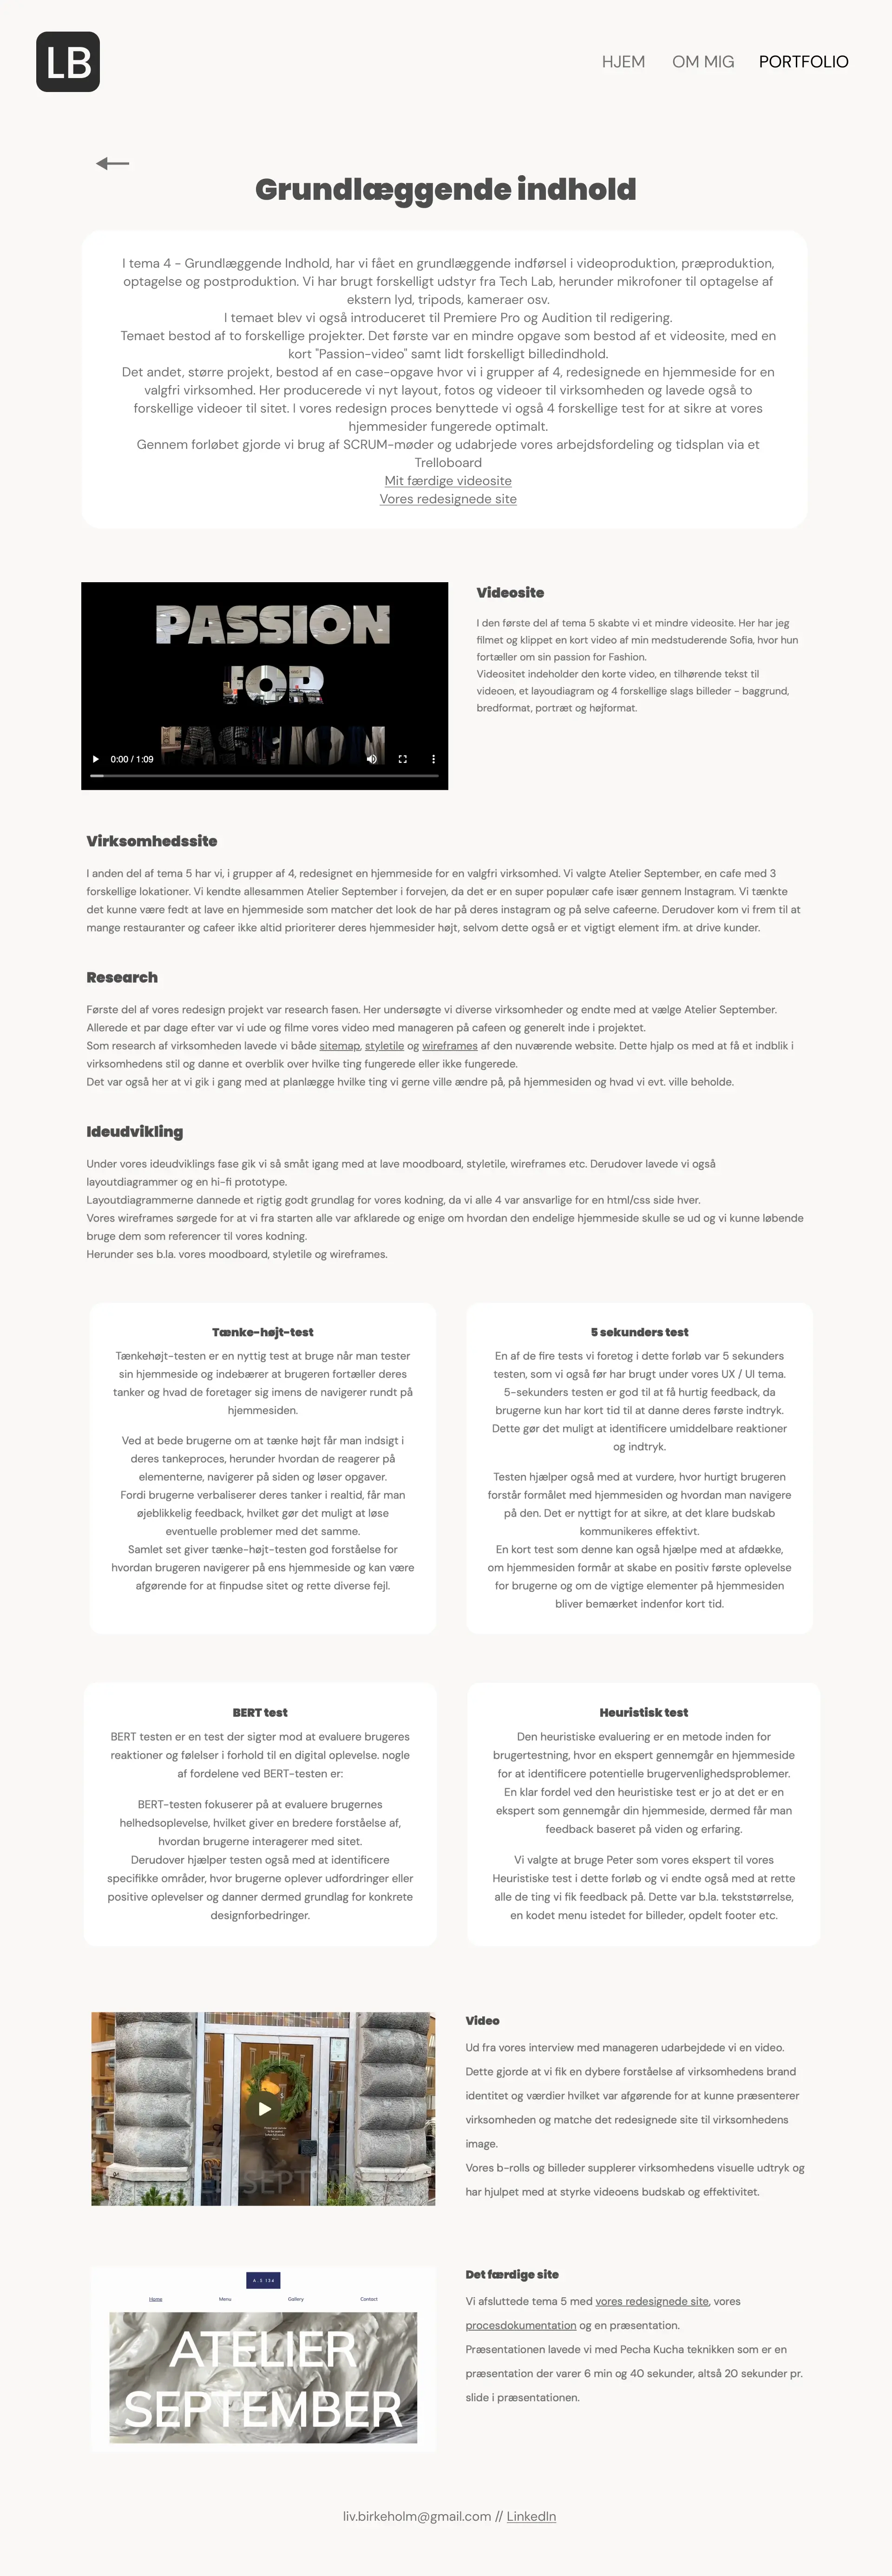 LB
HJEM OM MIG PORTFOLIO
Grundlæggende indhold
I tema 4 - Grundlæggende Indhold, har vi fået en grundlæggende indførsel i videoproduktion, præproduktion,
optagelse og postproduktion. Vi har brugt forskelligt udstyr fra Tech Lab, herunder mikrofoner til optagelse af
ekstern lyd, tripods, kameraer osv.
I temaet blev vi også introduceret til Premiere Pro og Audition til redigering.
Temaet bestod af to forskellige projekter. Det første var en mindre opgave som bestod af et videosite, med en
kort "Passion-video" samt lidt forskelligt billedindhold.
Det andet, større projekt, bestod af en case-opgave hvor vi i grupper af 4, redesignede en hjemmeside for en
valgfri virksomhed. Her producerede vi nyt layout, fotos og videoer til virksomheden og lavede også to
forskellige videoer til sitet. I vores redesign proces benyttede vi også 4 forskellige test for at sikre at vores
hjemmesider fungerede optimalt.
Gennem forløbet gjorde vi brug af SCRUM-møder og udabrjede vores arbejdsfordeling og tidsplan via et
Trelloboard
Mit færdige videosite
Vores redesignede site
PASSION
FOR
FASHION
0:00 / 1:09
Videosite
I den første del af tema 5 skabte vi et mindre videosite. Her har jeg
filmet og klippet en kort video af min medstuderende Sofia, hvor hun
fortæller om sin passion for Fashion.
Videositet indeholder den korte video, en tilhørende tekst til
videoen, et layoudiagram og 4 forskellige slags billeder - baggrund,
bredformat, portræt og højformat.
Virksomhedssite
I anden del af tema 5 har vi, i grupper af 4, redesignet en hjemmeside for en valgfri virksomhed. Vi valgte Atelier September, en cafe med 3
forskellige lokationer. Vi kendte allesammen Atelier September i forvejen, da det er en super populær cafe især gennem Instagram. Vi tænkte
det kunne være fedt at lave en hjemmeside som matcher det look de har på deres instagram og på selve cafeerne. Derudover kom vi frem til at
mange restauranter og cafeer ikke altid prioriterer deres hjemmesider højt, selvom dette også er et vigtigt element ifm. at drive kunder.
Research
Første del af vores redesign projekt var research fasen. Her undersøgte vi diverse virksomheder og endte med at vælge Atelier September.
Allerede et par dage efter var vi ude og filme vores video med manageren på cafeen og generelt inde i projektet.
Som research af virksomheden lavede vi både sitemap, styletile og wireframes af den nuværende website. Dette hjalp os med at få et indblik i
virksomhedens stil og danne et overblik over hvilke ting fungerede eller ikke fungerede.
Det var også her at vi gik i gang med at planlægge hvilke ting vi gerne ville ændre på, på hjemmesiden og hvad vi evt. ville beholde.
Ideudvikling
Under vores ideudviklings fase gik vi så småt igang med at lave moodboard, styletile, wireframes etc. Derudover lavede vi også
layoutdiagrammer og en hi-fi prototype.
Layoutdiagrammerne dannede et rigtig godt grundlag for vores kodning, da vi alle 4 var ansvarlige for en html/css side hver.
Vores wireframes sørgede for at vi fra starten alle var afklarede og enige om hvordan den endelige hjemmeside skulle se ud og vi kunne løbende
bruge dem som referencer til vores kodning.
Herunder ses b.la. vores moodboard, styletile og wireframes.
Tænke-højt-test
Tænkehøjt-testen er en nyttig test at bruge når man tester
sin hjemmeside og indebærer at brugeren fortæller deres
tanker og hvad de foretager sig imens de navigerer rundt på
hjemmesiden.
Ved at bede brugerne om at tænke højt får man indsigt i
deres tankeproces, herunder hvordan de reagerer på
elementerne, navigerer på siden og løser opgaver.
Fordi brugerne verbaliserer deres tanker i realtid, får man
øjeblikkelig feedback, hvilket gør det muligt at løse
eventuelle problemer med det samme.
Samlet set giver tænke-højt-testen god forståelse for
hvordan brugeren navigerer på ens hjemmeside og kan være
afgørende for at finpudse sitet og rette diverse fejl.
5 sekunders test
En af de fire tests vi foretog i dette forløb var 5 sekunders
testen, som vi også før har brugt under vores UX / UI tema.
5-sekunders testen er god til at få hurtig feedback, da
brugerne kun har kort tid til at danne deres første indtryk.
Dette gør det muligt at identificere umiddelbare reaktioner
og indtryk.
Testen hjælper også med at vurdere, hvor hurtigt brugeren
forstår formålet med hjemmesiden og hvordan man navigere
på den. Det er nyttigt for at sikre, at det klare budskab
kommunikeres effektivt.
En kort test som denne kan også hjælpe med at afdække,
om hjemmesiden formår at skabe en positiv første oplevelse
for brugerne og om de vigtige elementer på hjemmesiden
bliver bemærket indenfor kort tid.
BERT test
BERT testen er en test der sigter mod at evaluere brugeres
reaktioner og følelser i forhold til en digital oplevelse. nogle
af fordelene ved BERT-testen er:
BERT-testen fokuserer på at evaluere brugernes
helhedsoplevelse, hvilket giver en bredere forståelse af,
hvordan brugerne interagerer med sitet.
Derudover hjælper testen også med at identificere
specifikke områder, hvor brugerne oplever udfordringer eller
positive oplevelser og danner dermed grundlag for konkrete
designforbedringer.
Heuristisk test
Den heuristiske evaluering er en metode inden for
brugertestning, hvor en ekspert gennemgår en hjemmeside
for at identificere potentielle brugervenlighedsproblemer.
En klar fordel ved den heuristiske test er jo at det er en
ekspert som gennemgår din hjemmeside, dermed får man
feedback baseret på viden og erfaring.
Vi valgte at bruge Peter som vores ekspert til vores
Heuristiske test i dette forløb og vi endte også med at rette
alle de ting vi fik feedback på. Dette var b.la. tekststørrelse,
en kodet menu istedet for billeder, opdelt footer etc.
SEPT
Video
Ud fra vores interview med manageren udarbejdede vi en video.
Dette gjorde at vi fik en dybere forståelse af virksomhedens brand
identitet og værdier hvilket var afgørende for at kunne præsenterer
virksomheden og matche det redesignede site til virksomhedens
image.
Vores b-rolls og billeder supplerer virksomhedens visuelle udtryk og
har hjulpet med at styrke videoens budskab og effektivitet.
A S 134
Home Menu Gallery Contact
ATELIER
SEPTEMBER
Det færdige site
Vi afsluttede tema 5 med vores redesignede site, vores
procesdokumentation og en præsentation.
Præsentationen lavede vi med Pecha Kucha teknikken som er en
præsentation der varer 6 min og 40 sekunder, altså 20 sekunder pr.
slide i præsentationen.
liv.birkeholm@gmail.com // LinkedIn